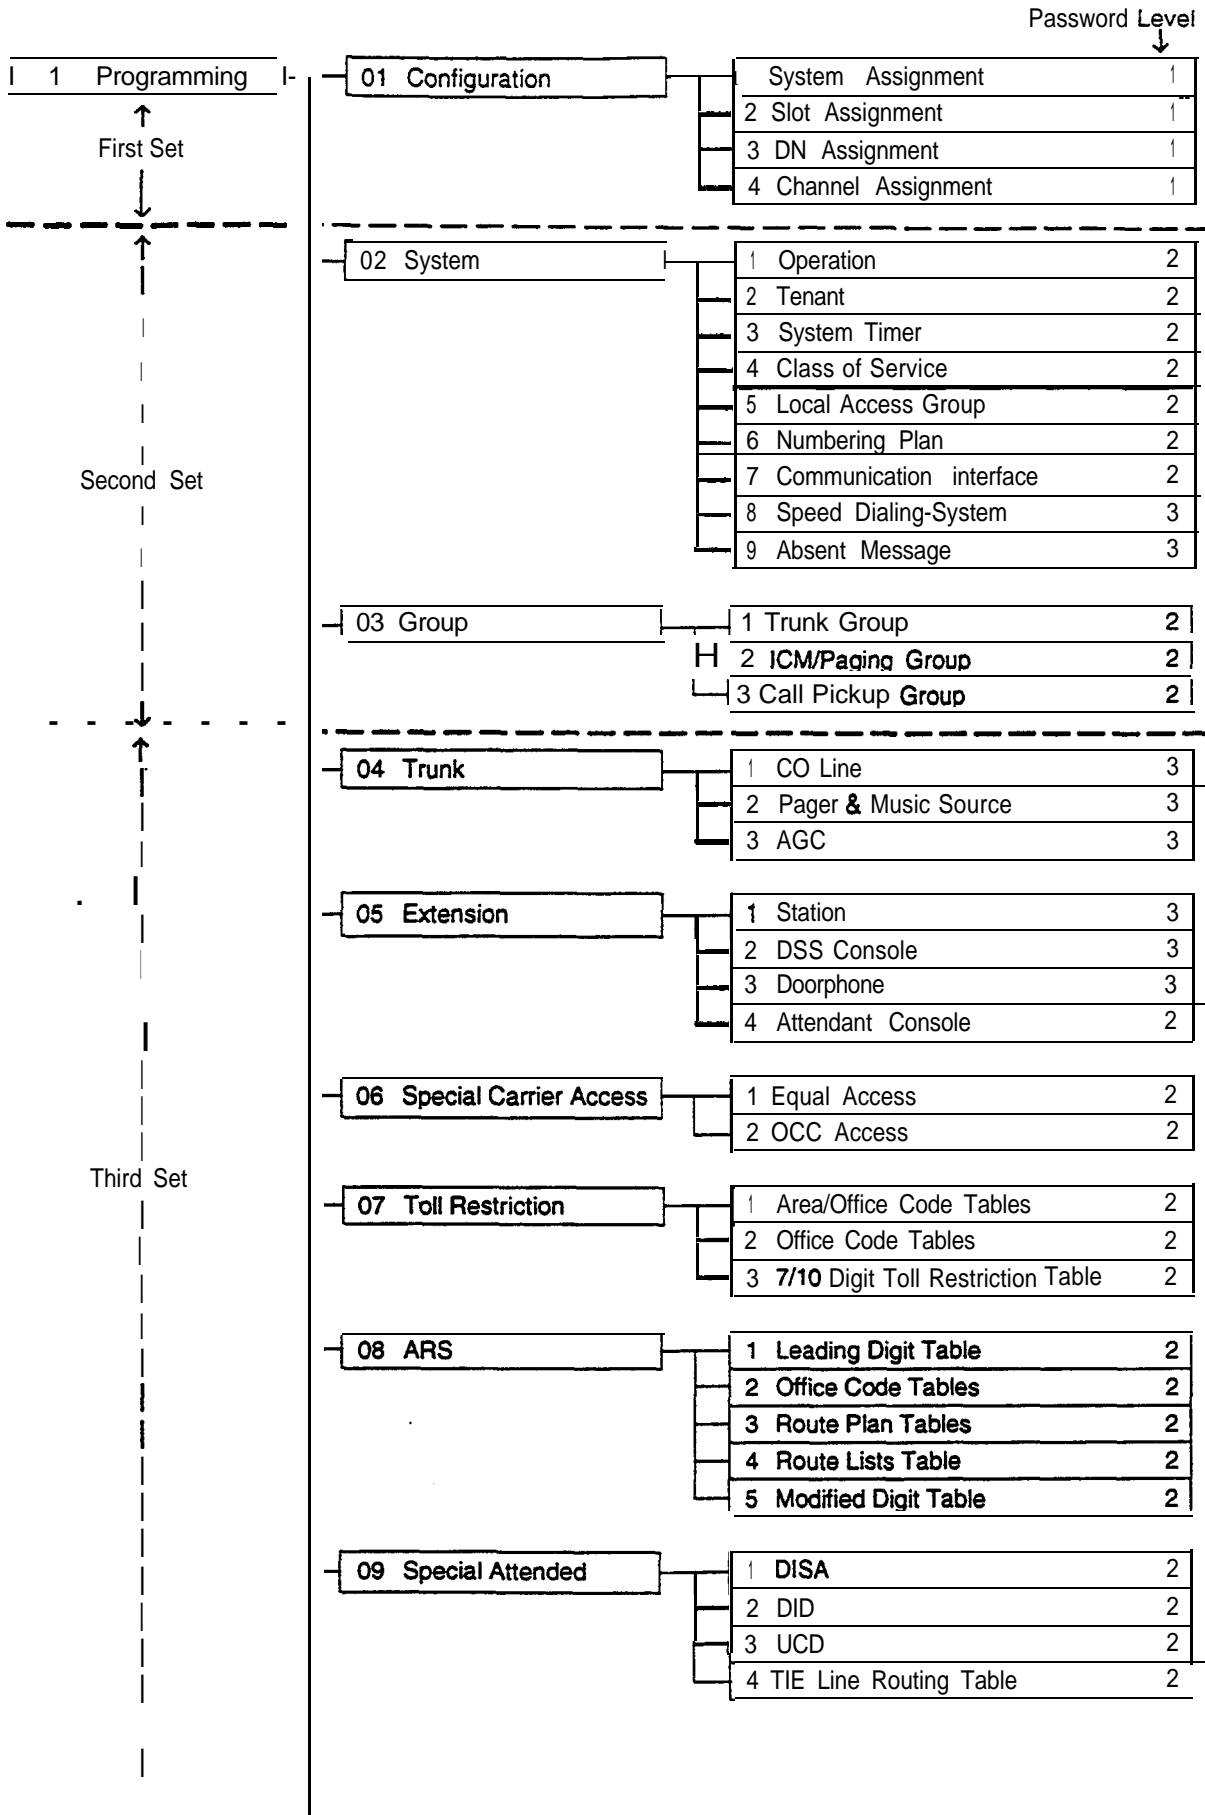 Password Level
1 Programming
01 Configuration
System Assignment 1
2 Slot Assignment 1
3 DN Assignment 1
4 Channel Assignment 1
First Set
02 System
1 Operation 2
2 Tenant 2
3 System Timer 2
4 Class of Service 2
5 Local Access Group 2
6 Numbering Plan 2
7 Communication interface 2
8 Speed Dialing-System 3
9 Absent Message 3
Second Set
03 Group
1 Trunk Group 2
2 ICM/Paging Group 2
3 Call Pickup Group 2
04 Trunk
1 CO Line 3
2 Pager & Music Source 3
3 AGC 3
05 Extension
1 Station 3
2 DSS Console 3
3 Doorphone 3
4 Attendant Console 2
06 Special Carrier Access
1 Equal Access 2
2 OCC Access 2
Third Set
07 Toll Restriction
1 Area/Office Code Tables 2
2 Office Code Tables 2
3 7/10 Digit Toll Restriction Table 2
08 ARS
1 Leading Digit Table 2
2 Office Code Tables 2
3 Route Plan Tables 2
4 Route Lists Table 2
5 Modified Digit Table 2
09 Special Attended
1 DISA 2
2 DID 2
3 UCD 2
4 TIE Line Routing Table 2